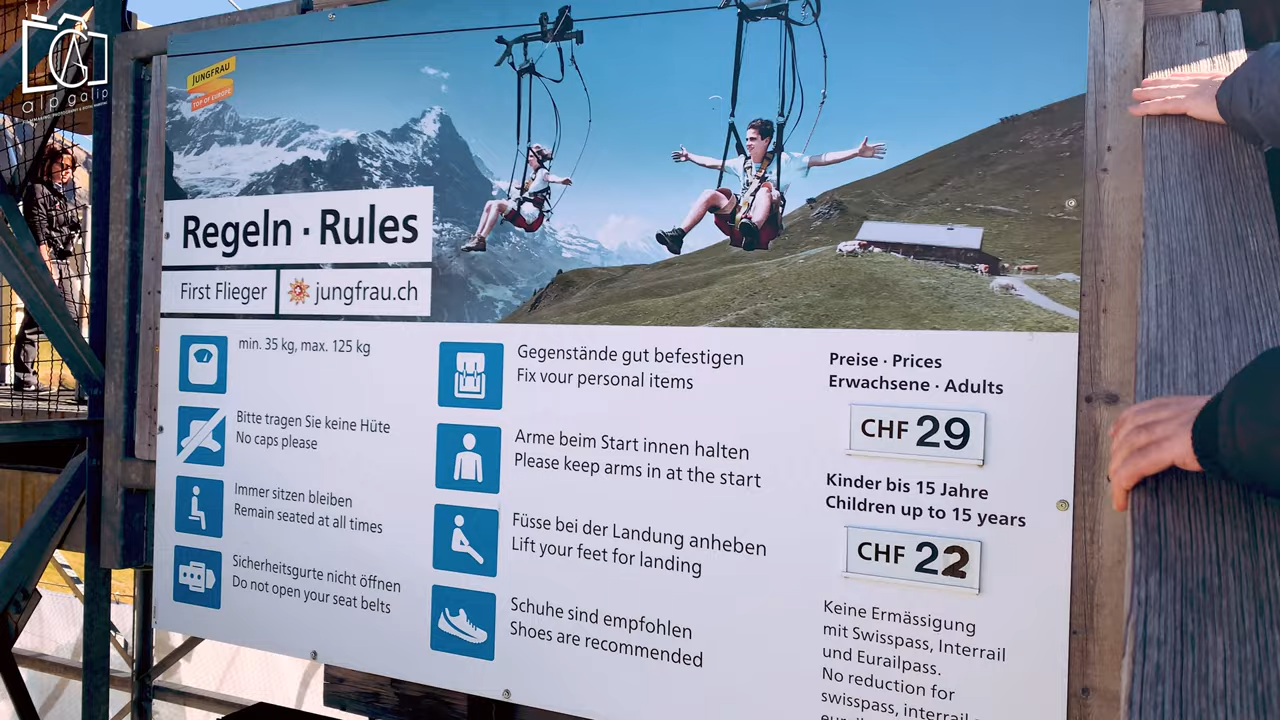 alp galip
JUNGFRAU
TOP OF EUROPE
Regeln · Rules
First Flieger
jungfrau.ch
min. 35 kg, max. 125 kg
Bitte tragen Sie keine Hüte
No caps please
Immer sitzen bleiben
Remain seated at all times
Sicherheitsgurte nicht öffnen
Do not open your seat belts
Gegenstände gut befestigen
Fix your personal items
Arme beim Start innen halten
Please keep arms in at the start
Füsse bei der Landung anheben
Lift your feet for landing
Schuhe sind empfohlen
Shoes are recommended
Preise · Prices
Erwachsene · Adults
CHF 29
Kinder bis 15 Jahre
Children up to 15 years
CHF 22
Keine Ermässigung
mit Swisspass, Interrail
und Eurailpass.
No reduction for
swisspass, interrail